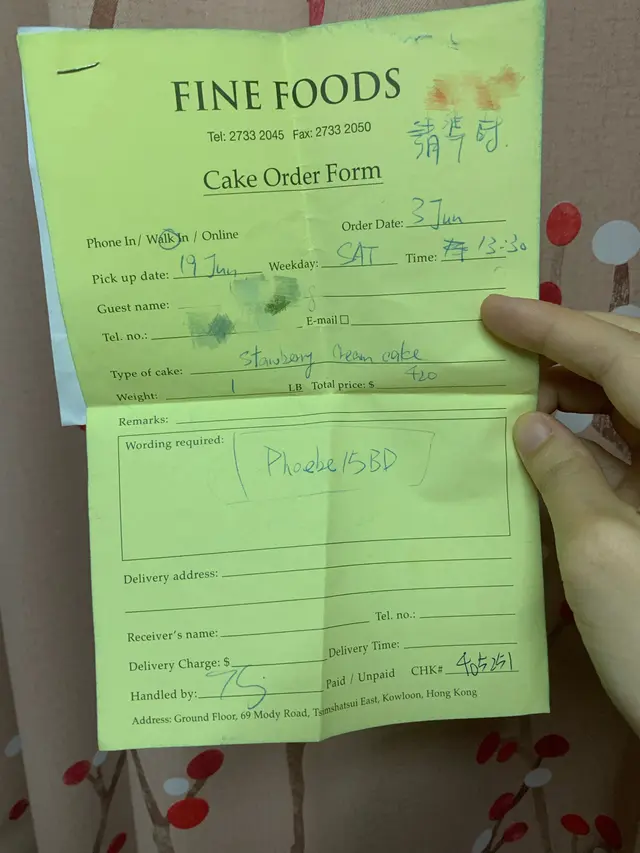 FINE FOODS
Tel: 2733 2045 Fax: 2733 2050
Cake Order Form
Phone In / Walk In / Online
Order Date: 3 Jun
Pick up date: 19 Jun Weekday: SAT Time: 13:30
Guest name:
Tel. no.: E-mail
Type of cake: Stawberry Cream cake
Weight: 1 LB Total price: $ 420
Remarks:
Wording required:
Phoebe 15BD
Delivery address:
Receiver's name: Tel. no.:
Delivery Charge: $ Delivery Time:
Handled by: Paid / Unpaid CHK# 405251
Address: Ground Floor, 69 Mody Road, Tsimshatsui East, Kowloon, Hong Kong